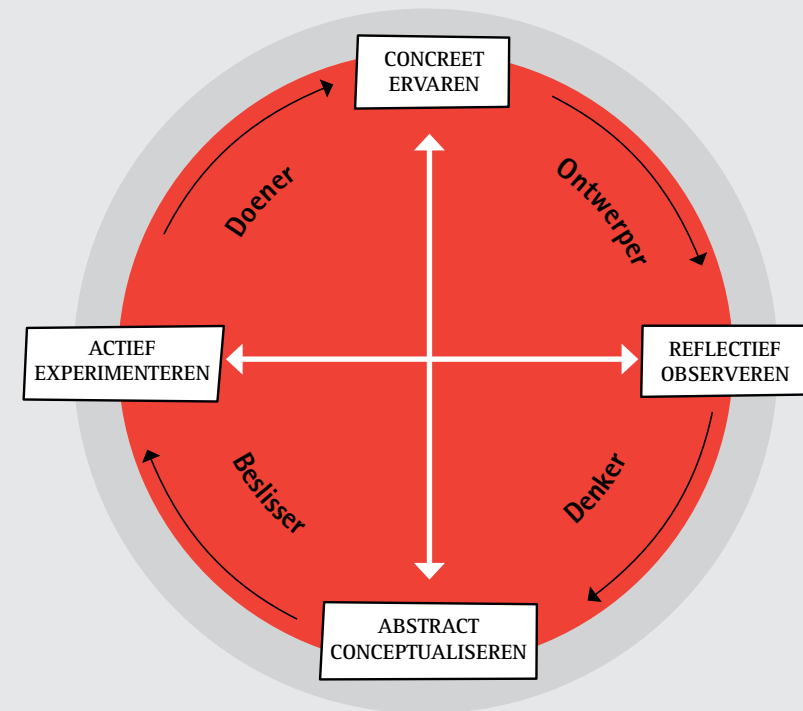 CONCREET
ERVAREN
Doener
Ontwerper
ACTIEF
EXPERIMENTEREN
REFLECTIEF
OBSERVEREN
Beslisser
Denker
ABSTRACT
CONCEPTUALISEREN